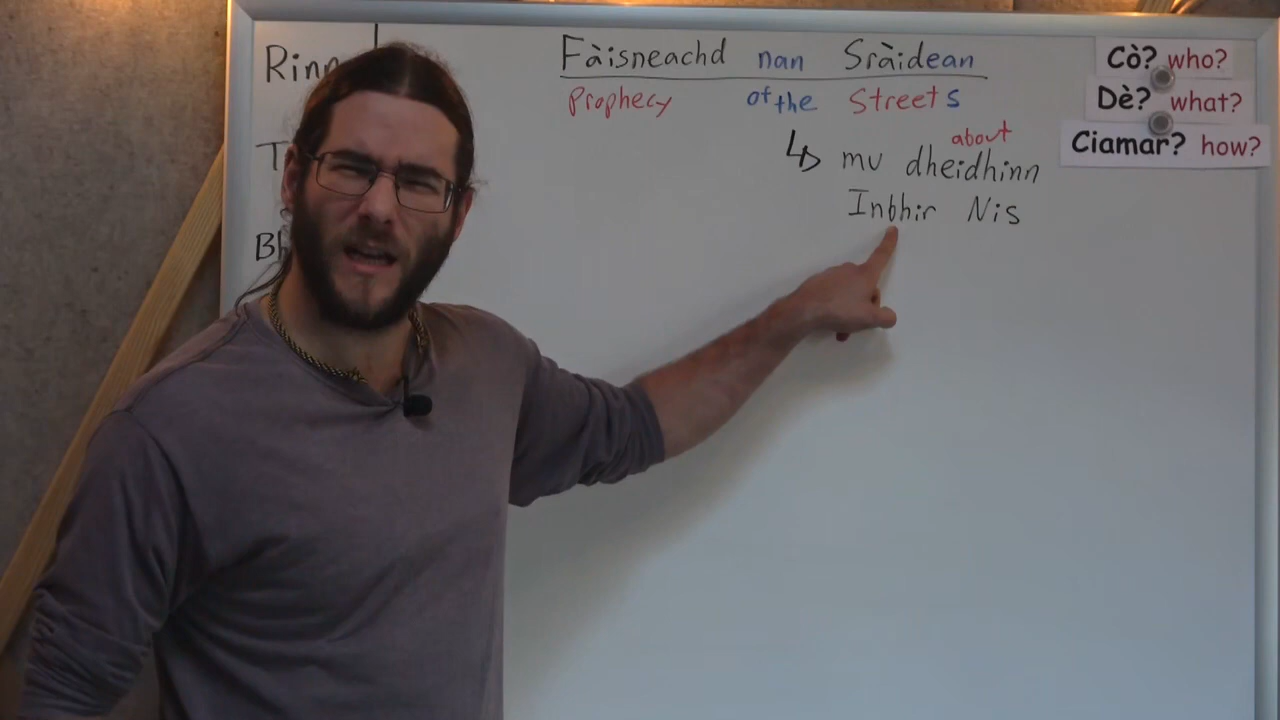 Fàisneachd nan Sràidean
Prophecy of the Streets
about
↳ mu dheidhinn
Inbhir Nis
Cò? who?
Dè? what?
Ciamar? how?